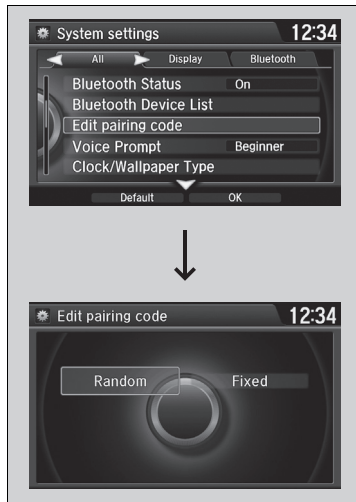 System settings 12:34
All Display Bluetooth
Bluetooth Status On
Bluetooth Device List
Edit pairing code
Voice Prompt Beginner
Clock/Wallpaper Type
Default OK
Edit pairing code 12:34
Random Fixed